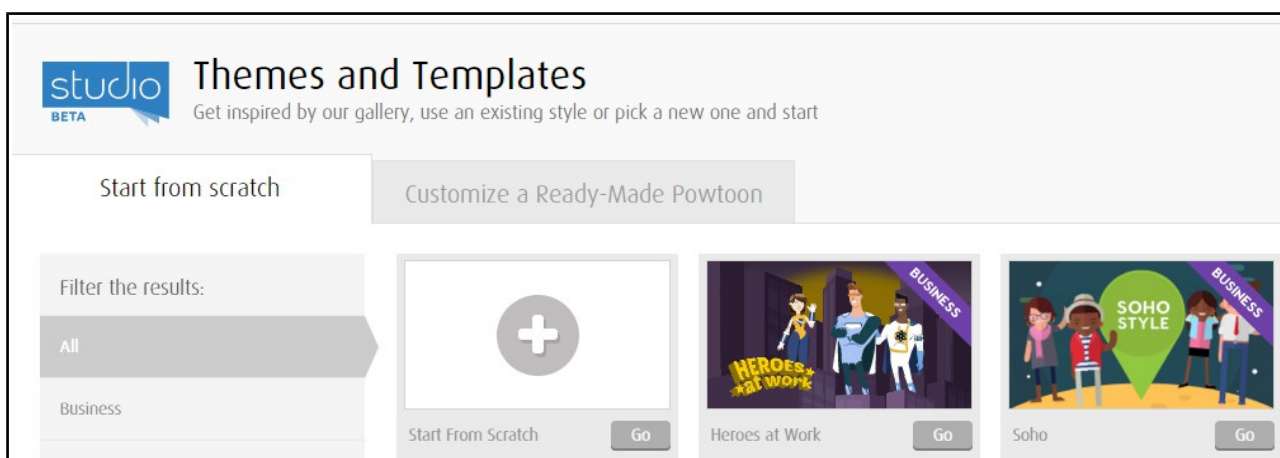 studio
BETA
Themes and Templates
Get inspired by our gallery, use an existing style or pick a new one and start
Start from scratch
Customize a Ready-Made Powtoon
Filter the results:
All
Business
BUSINESS
HEROES
at WORK
BUSINESS
SOHO
STYLE
Start From Scratch
Go
Heroes at Work
Go
Soho
Go